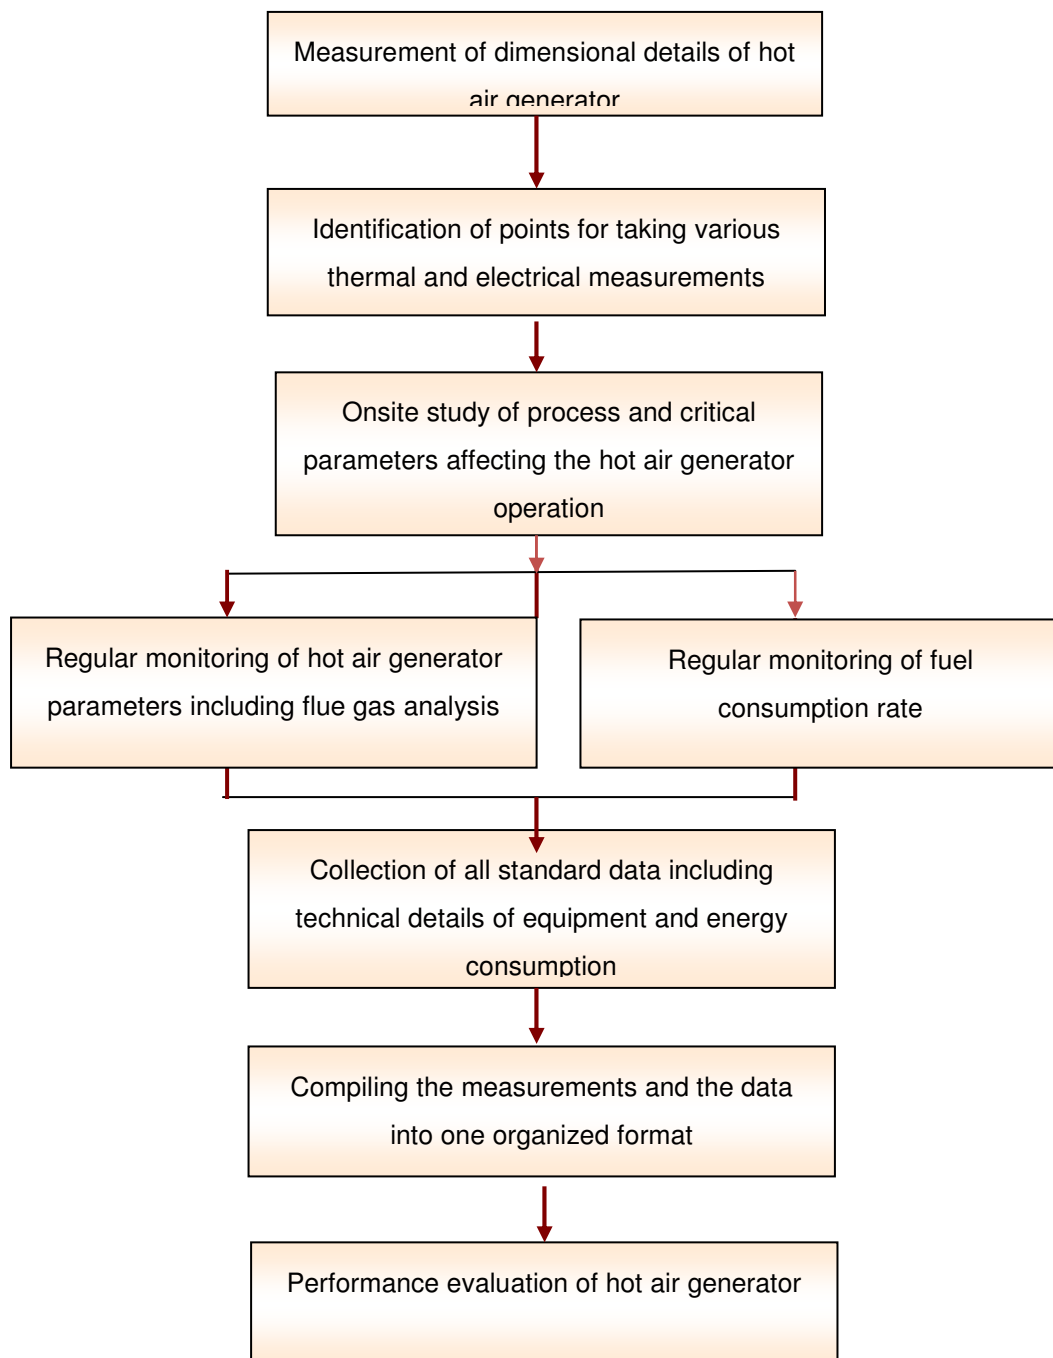 Measurement of dimensional details of hot
air generator
Identification of points for taking various
thermal and electrical measurements
Onsite study of process and critical
parameters affecting the hot air generator
operation
Regular monitoring of hot air generator
parameters including flue gas analysis
Regular monitoring of fuel
consumption rate
Collection of all standard data including
technical details of equipment and energy
consumption
Compiling the measurements and the data
into one organized format
Performance evaluation of hot air generator